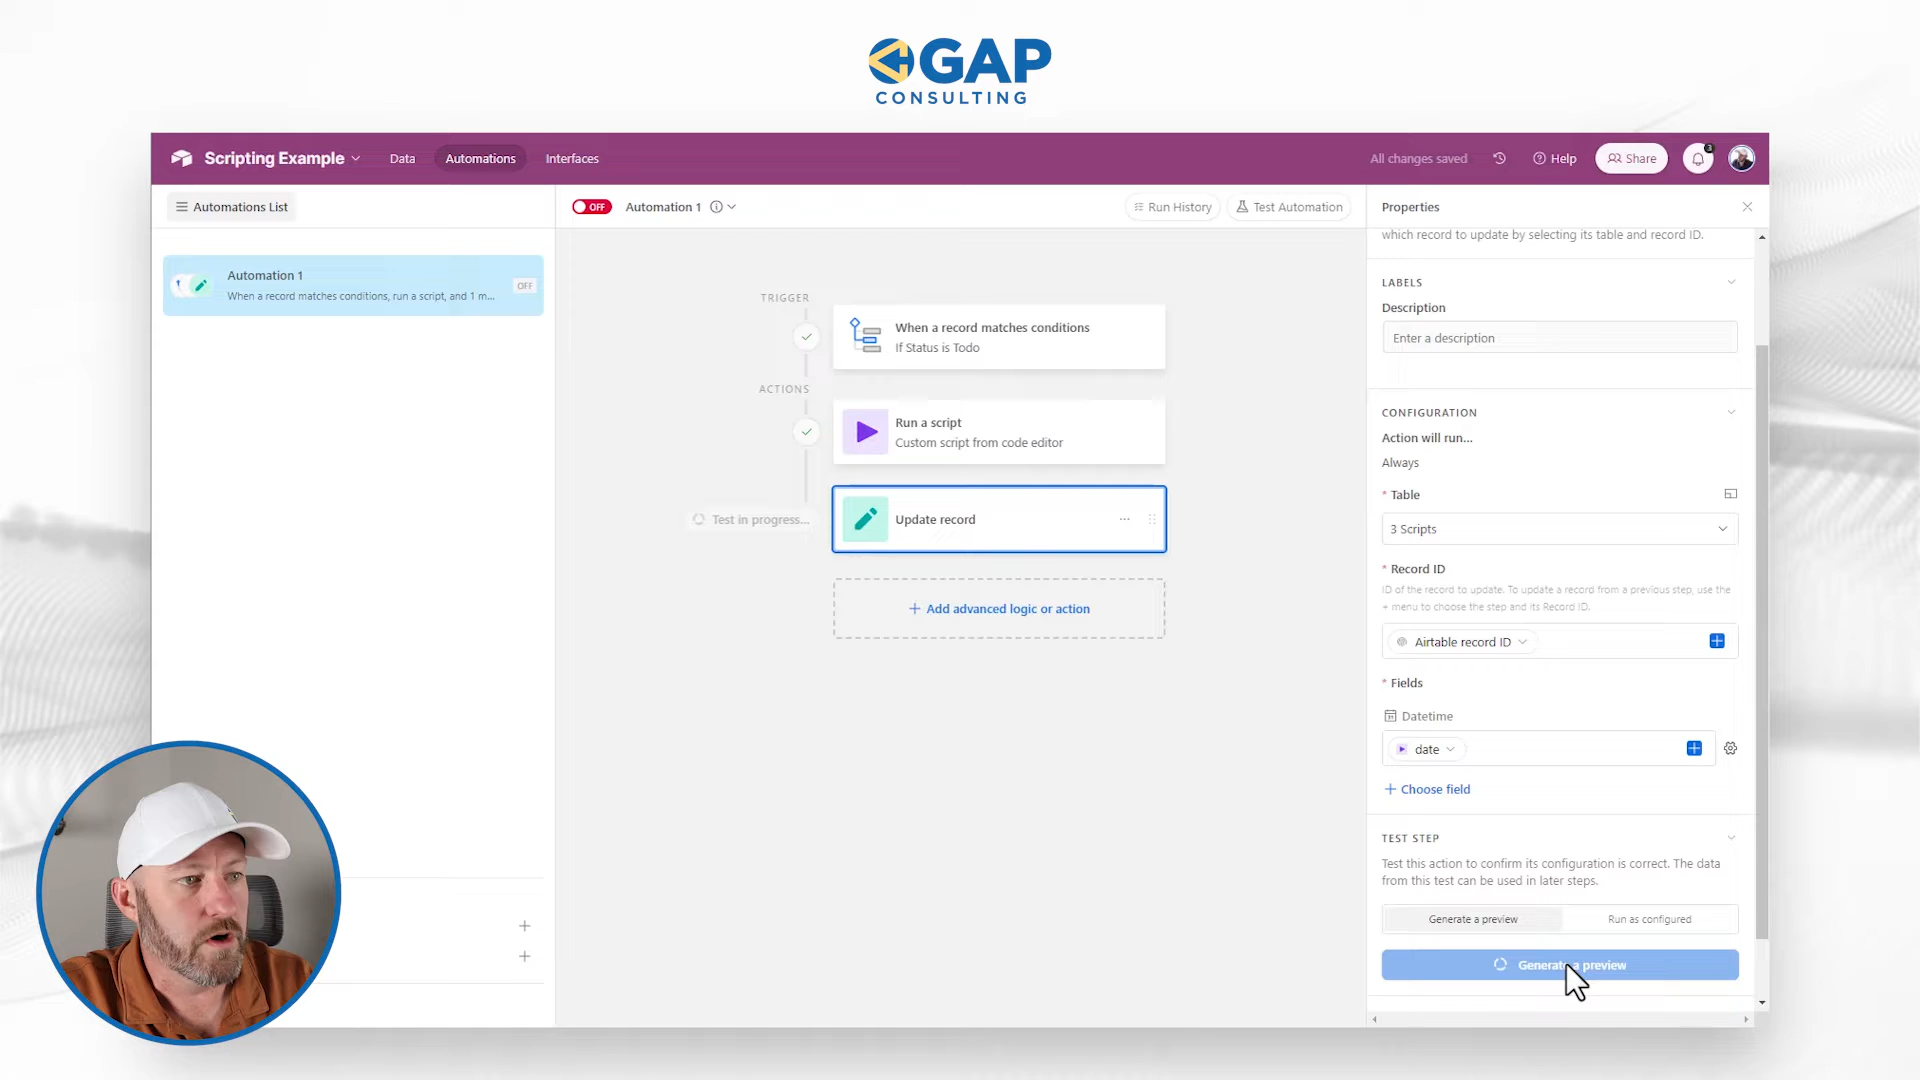 GAP
CONSULTING
Scripting Example
Data
Automations
Interfaces
All changes saved
Help
Share
3
Automations List
OFF
Automation 1
Run History
Test Automation
Properties
which record to update by selecting its table and record ID.
Automation 1
When a record matches conditions, run a script, and 1 m...
OFF
TRIGGER
When a record matches conditions
If Status is Todo
ACTIONS
Run a script
Custom script from code editor
Test in progress...
Update record
Add advanced logic or action
LABELS
Description
Enter a description
CONFIGURATION
Action will run...
Always
* Table
3 Scripts
* Record ID
ID of the record to update. To update a record from a previous step, use the
+ menu to choose the step and its Record ID.
Airtable record ID
* Fields
Datetime
date
+ Choose field
TEST STEP
Test this action to confirm its configuration is correct. The data
from this test can be used in later steps.
Generate a preview
Run as configured
Generate a preview